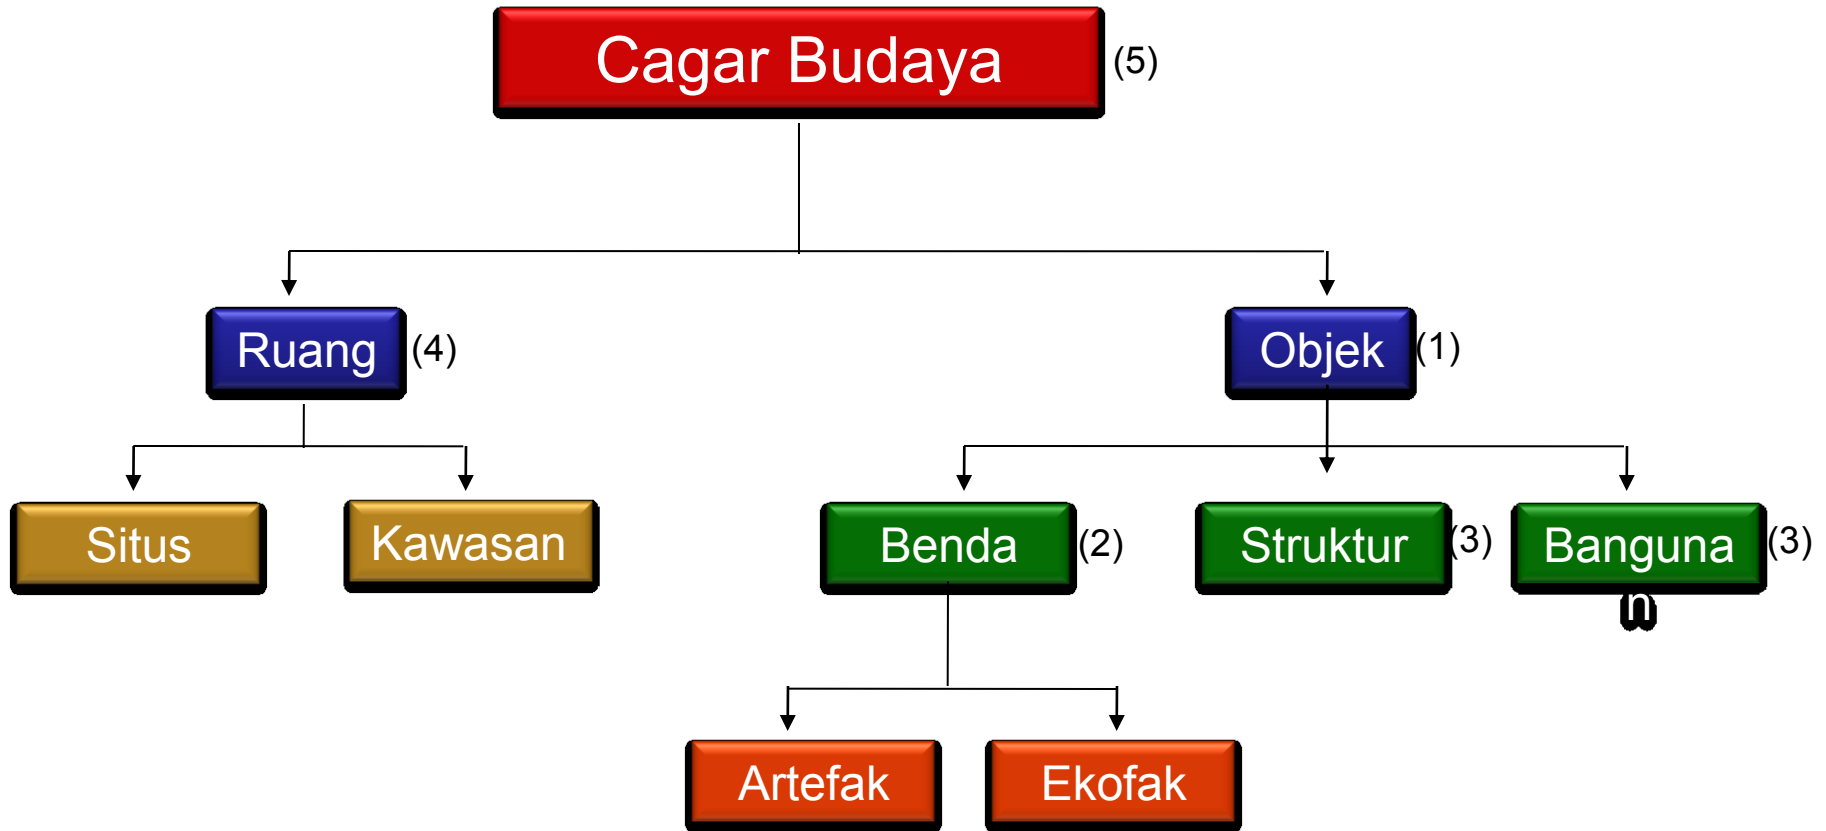 Cagar Budaya (5)
Ruang (4)
Objek (1)
Situs
Kawasan
Benda (2)
Struktur (3)
Banguna (3)
n
Artefak
Ekofak